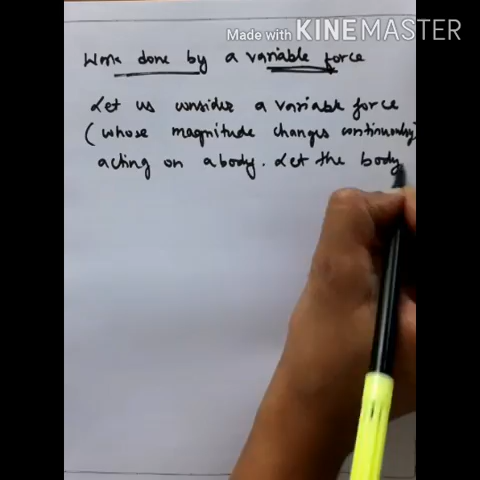 Made with KINEMASTER
Work done by a variable force
Let us consider a variable force
(whose magnitude changes continuously)
acting on a body. Let the body